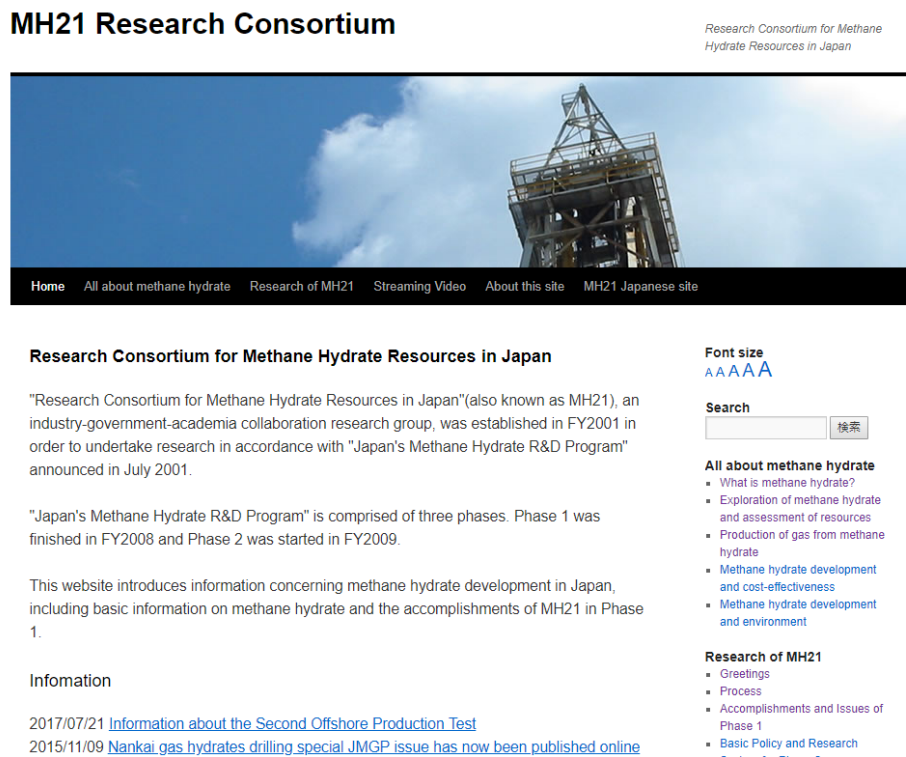 MH21 Research Consortium
Research Consortium for Methane
Hydrate Resources in Japan
Home All about methane hydrate Research of MH21 Streaming Video About this site MH21 Japanese site
Research Consortium for Methane Hydrate Resources in Japan
"Research Consortium for Methane Hydrate Resources in Japan"(also known as MH21), an
industry-government-academia collaboration research group, was established in FY2001 in
order to undertake research in accordance with "Japan's Methane Hydrate R&D Program"
announced in July 2001.
"Japan's Methane Hydrate R&D Program" is comprised of three phases. Phase 1 was
finished in FY2008 and Phase 2 was started in FY2009.
This website introduces information concerning methane hydrate development in Japan,
including basic information on methane hydrate and the accomplishments of MH21 in Phase
1.
Infomation
2017/07/21 Information about the Second Offshore Production Test
2015/11/09 Nankai gas hydrates drilling special JMGP issue has now been published online
Font size
A A A A A
Search
検索
All about methane hydrate
What is methane hydrate?
Exploration of methane hydrate
and assessment of resources
Production of gas from methane
hydrate
Methane hydrate development
and cost-effectiveness
Methane hydrate development
and environment
Research of MH21
Greetings
Process
Accomplishments and Issues of
Phase 1
Basic Policy and Research